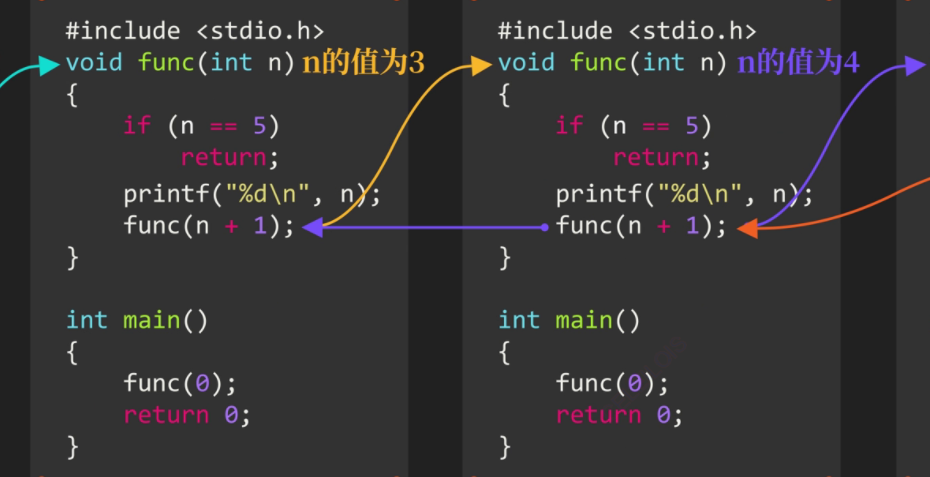 #include <stdio.h>
void func(int n) n的值为3
{
    if (n == 5)
        return;
    printf("%d\n", n);
    func(n + 1);
}
int main()
{
    func(0);
    return 0;
}
#include <stdio.h>
void func(int n) n的值为4
{
    if (n == 5)
        return;
    printf("%d\n", n);
    func(n + 1);
}
int main()
{
    func(0);
    return 0;
}